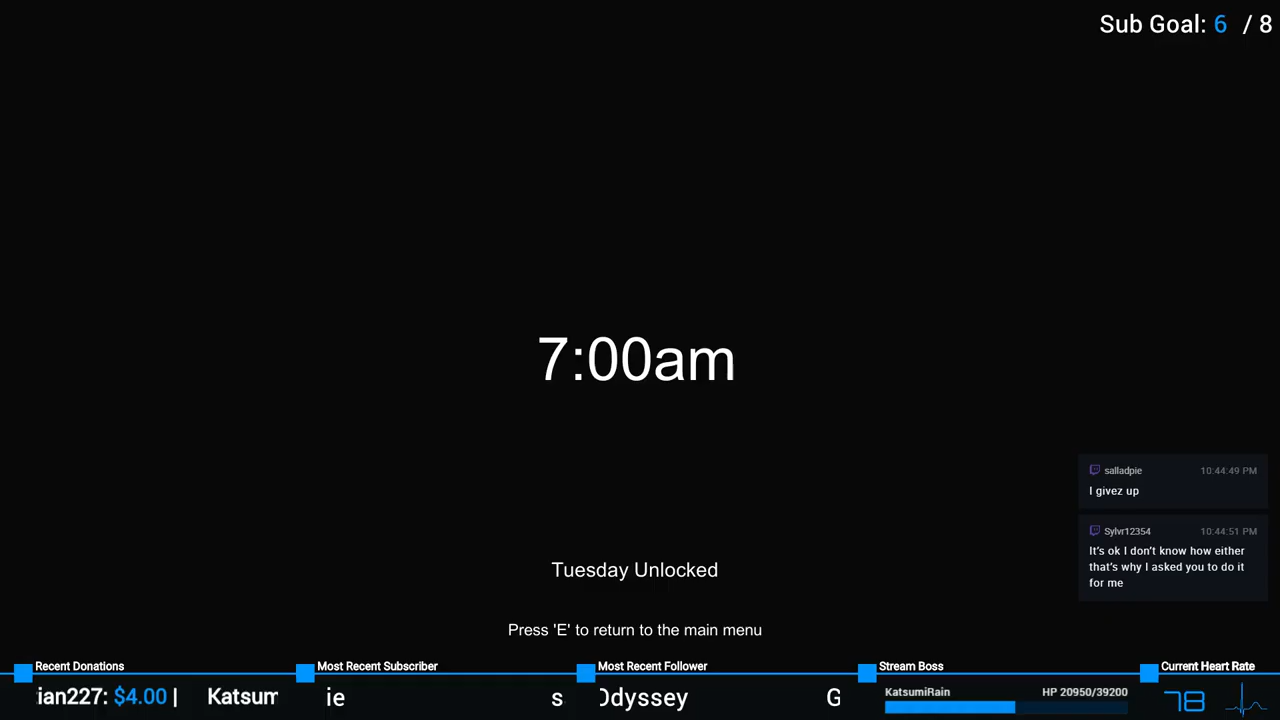 Sub Goal: 6 / 8
7:00am
salladpie 10:44:49 PM
I givez up
Sylvr12354 10:44:51 PM
It's ok I don't know how either
that's why I asked you to do it
for me
Tuesday Unlocked
Press 'E' to return to the main menu
Recent Donations
ian227: $4.00 | Katsum
Most Recent Subscriber
ie s
Most Recent Follower
Odyssey G
Stream Boss
KatsumiRain HP 20950/39200
Current Heart Rate
78